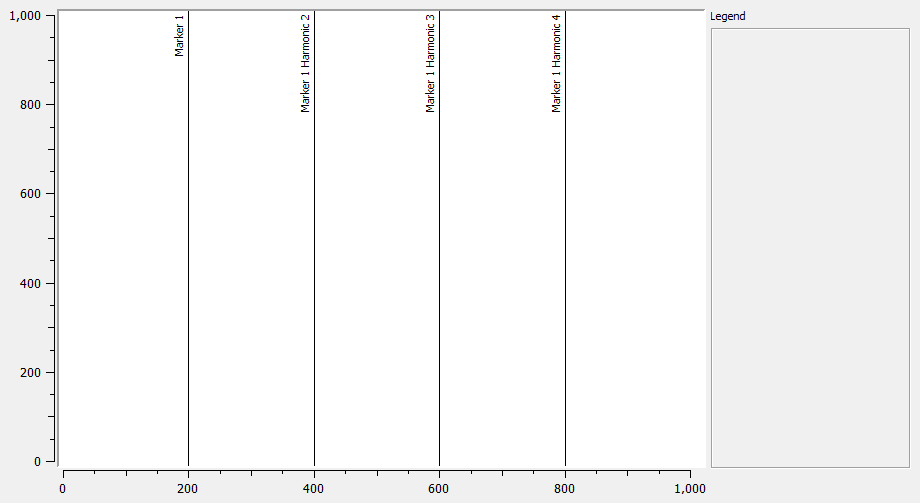 1,000
800
600
400
200
0
Marker 1
Marker 1 Harmonic 2
Marker 1 Harmonic 3
Marker 1 Harmonic 4
0 200 400 600 800 1,000
Legend